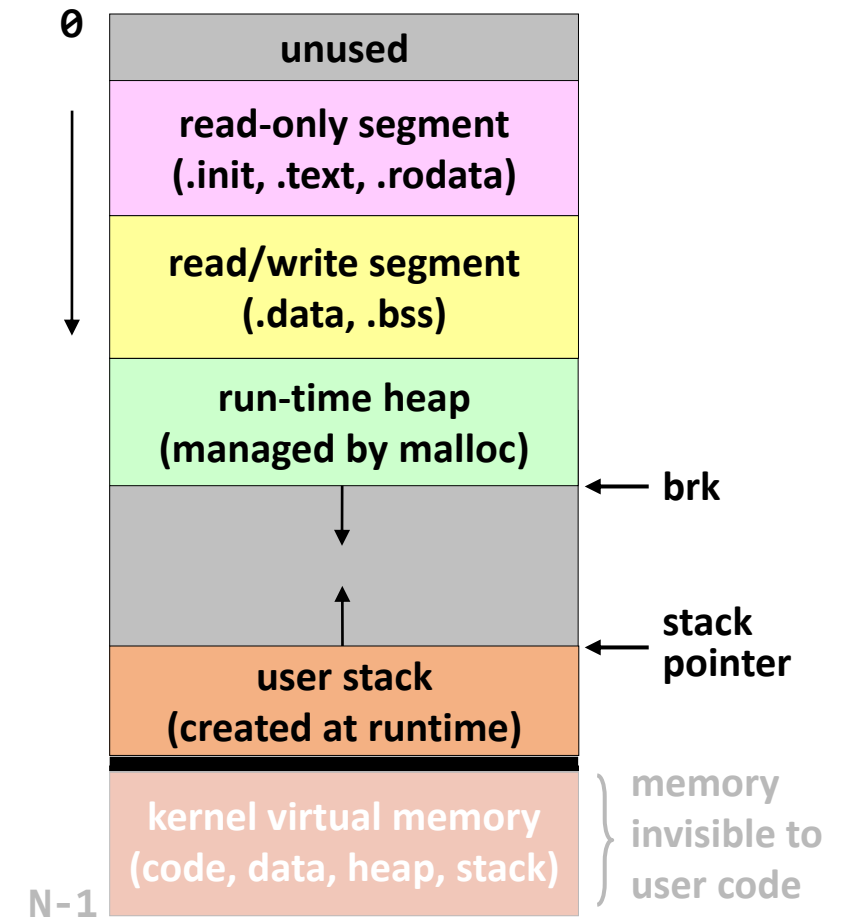 0
unused
read-only segment
(.init, .text, .rodata)
read/write segment
(.data, .bss)
run-time heap
(managed by malloc)
brk
stack
pointer
user stack
(created at runtime)
kernel virtual memory
(code, data, heap, stack)
memory
invisible to
user code
N-1